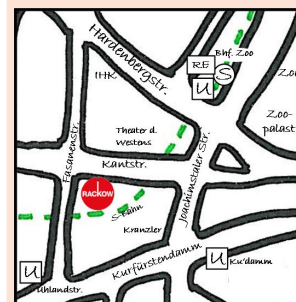 Hardenbergstr.
Bhf. Zoo
RE
S
U
IHK
Zoo-
palast
Theater d.
Westens
Fasanenstr.
Kantstr.
Joachimstaler Str.
RACKOW
S-Bahn
Kranzler
Kurfürstendamm
U
Ku'damm
U
Uhlandstr.